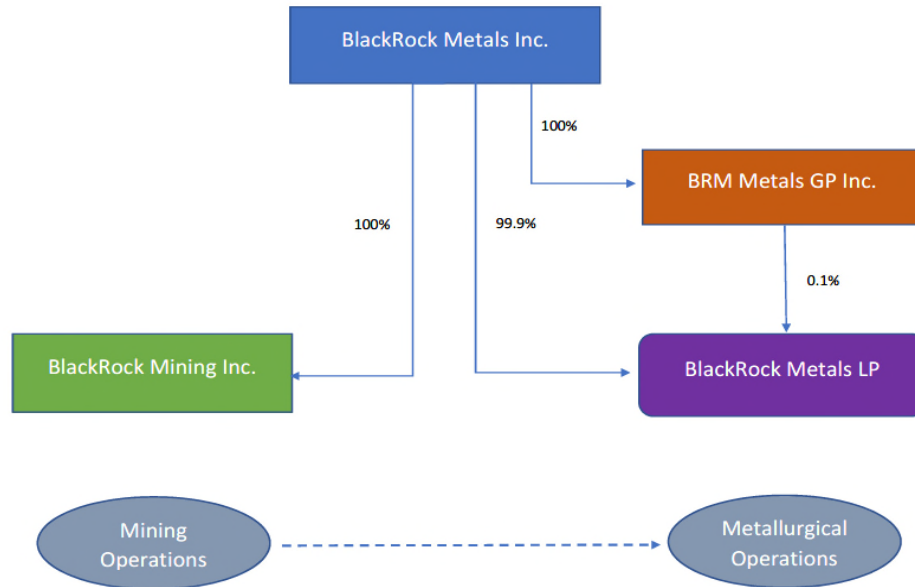 BlackRock Metals Inc.
100%
BRM Metals GP Inc.
100%
99.9%
0.1%
BlackRock Mining Inc.
BlackRock Metals LP
Mining
Operations
Metallurgical
Operations